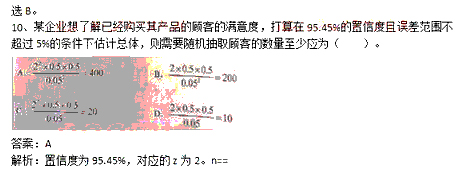 选 B。
10、某企业想了解已经购买其产品的顾客的满意度，打算在 95.45%的置信度且误差范围不
超过 5%的条件下估计总体，则需要随机抽取顾客的数量至少应为（ ）。
A. 2²×0.5×0.5/0.05² =400 B. 2×0.5×0.5/0.05² =200
C. 2²×0.5×0.5/0.05 =20 D. 2×0.5×0.5/0.05 =10
答案：A
解析：置信度为 95.45%，对应的 z 为 2。n==